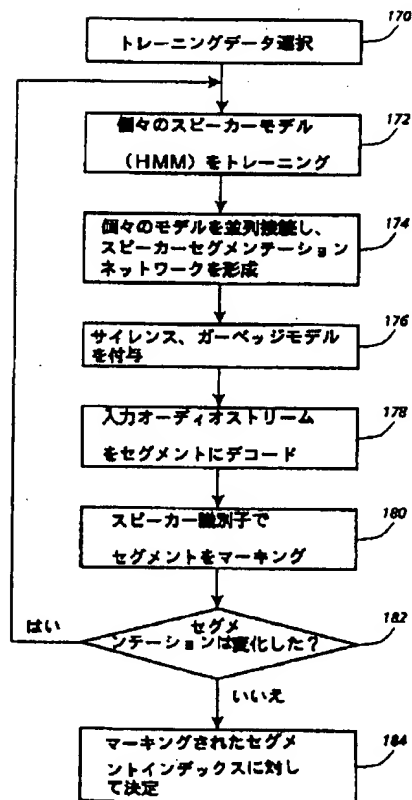 170
トレーニングデータ選択
172
個々のスピーカーモデル
（HMM）をトレーニング
174
個々のモデルを並列接続し、
スピーカーセグメンテーション
ネットワークを形成
176
サイレンス、ガーベッジモデル
を付与
178
入力オーディオストリーム
をセグメントにデコード
180
スピーカー識別子で
セグメントをマーキング
182
セグメ
ンテーションは変化した？
はい
いいえ
184
マーキングされたセグメ
ントインデックスに対し
て決定